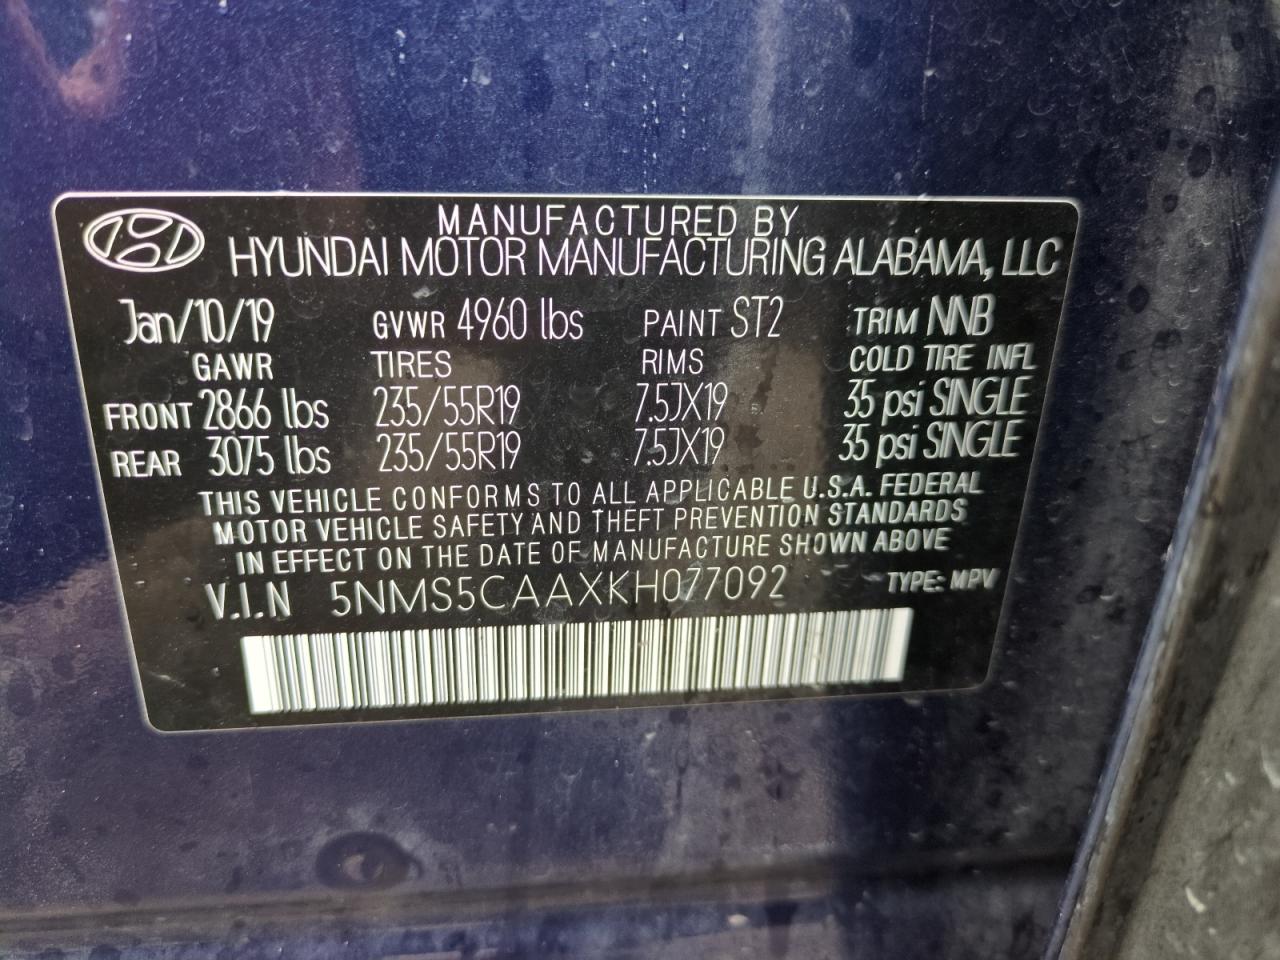 MANUFACTURED BY
HYUNDAI MOTOR MANUFACTURING ALABAMA, LLC
Jan/10/19 GVWR 4960 lbs PAINT ST2 TRIM NNB
GAWR TIRES RIMS COLD TIRE INFL
FRONT 2866 lbs 235/55R19 7.5JX19 35 psi SINGLE
REAR 3075 lbs 235/55R19 7.5JX19 35 psi SINGLE
THIS VEHICLE CONFORMS TO ALL APPLICABLE U.S.A. FEDERAL
MOTOR VEHICLE SAFETY AND THEFT PREVENTION STANDARDS
IN EFFECT ON THE DATE OF MANUFACTURE SHOWN ABOVE
V.I.N 5NMS5CAAXKH077092 TYPE: MPV